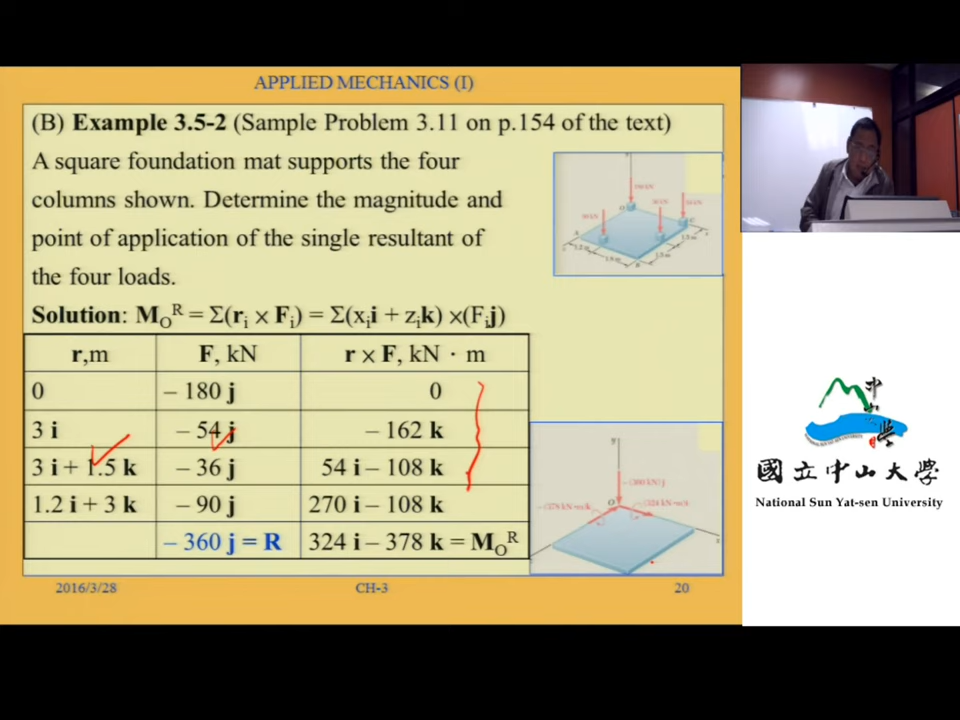 APPLIED MECHANICS (I)
(B) Example 3.5-2 (Sample Problem 3.11 on p.154 of the text)
A square foundation mat supports the four
columns shown. Determine the magnitude and
point of application of the single resultant of
the four loads.
Solution: M_O^R = Σ(r_i × F_i) = Σ(x_i i + z_i k) ×(F_i j)
r,m F, kN r × F, kN · m
0 – 180 j 0
3 i – 54 j – 162 k
3 i + 1.5 k – 36 j 54 i – 108 k
1.2 i + 3 k – 90 j 270 i – 108 k
– 360 j = R 324 i – 378 k = M_O^R
2016/3/28 CH-3 20
中山大學
國立中山大學
National Sun Yat-sen University